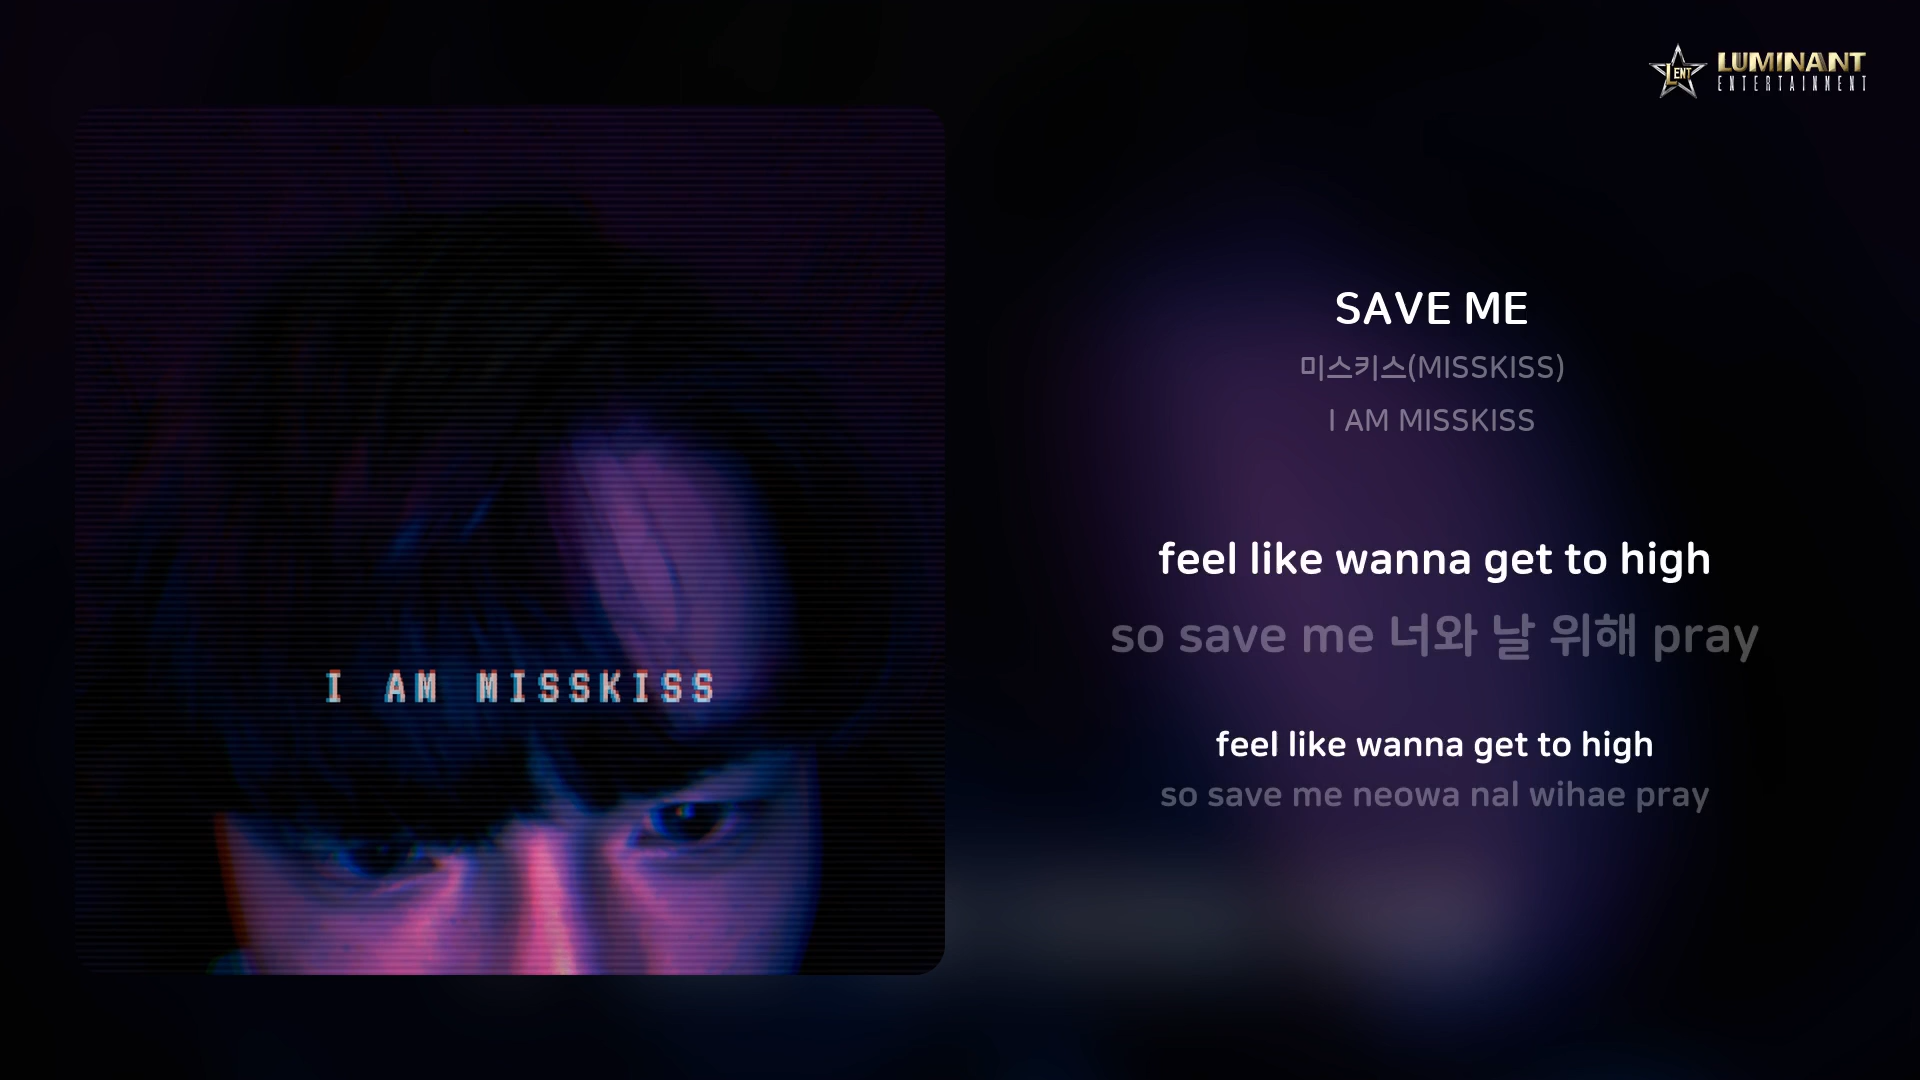 LENT
LUMINANT
ENTERTAINMENT
I AM MISSKISS
SAVE ME
미스키스(MISSKISS)
I AM MISSKISS
feel like wanna get to high
so save me 너와 날 위해 pray
feel like wanna get to high
so save me neowa nal wihae pray